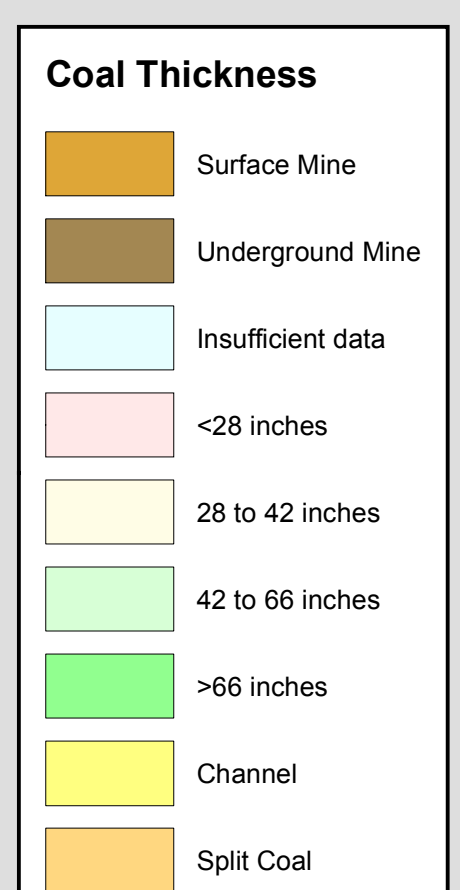 Coal Thickness
Surface Mine
Underground Mine
Insufficient data
<28 inches
28 to 42 inches
42 to 66 inches
>66 inches
Channel
Split Coal